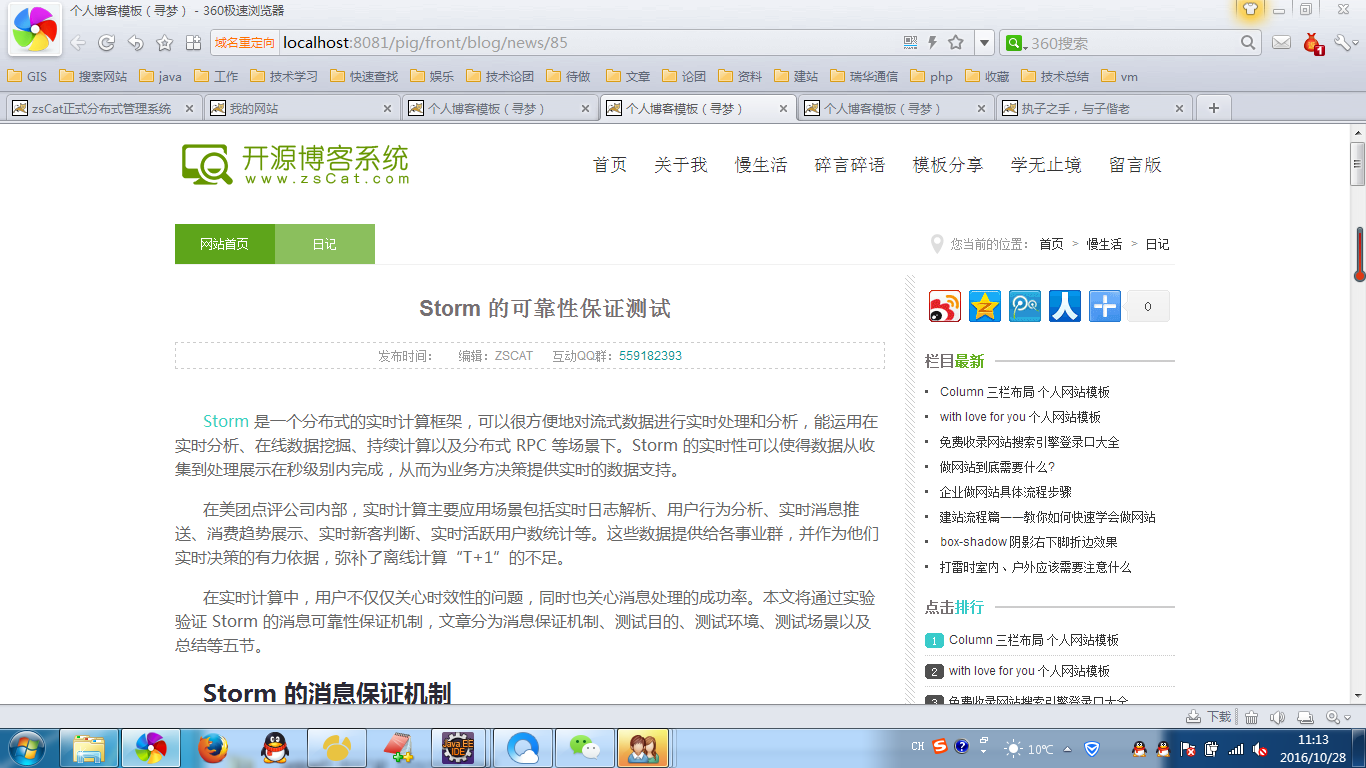 个人博客模板（寻梦） - 360极速浏览器
域名重定向 localhost:8081/pig/front/blog/news/85 360搜索 1
GIS 搜索网站 java 工作 技术学习 快速查找 娱乐 技术论团 待做 文章 论团 资料 建站 瑞华通信 php 收藏 技术总结 vm
zsCat正式分布式管理系统 我的网站 个人博客模板（寻梦） 个人博客模板（寻梦） 个人博客模板（寻梦） 执子之手，与子偕老
开源博客系统
www.zsCat.com
首页 关于我 慢生活 碎言碎语 模板分享 学无止境 留言版
网站首页 日记 您当前的位置： 首页 > 慢生活 > 日记
Storm 的可靠性保证测试
发布时间： 编辑：ZSCAT 互动QQ群：559182393
Storm 是一个分布式的实时计算框架，可以很方便地对流式数据进行实时处理和分析，能运用在
实时分析、在线数据挖掘、持续计算以及分布式 RPC 等场景下。Storm 的实时性可以使得数据从收
集到处理展示在秒级别内完成，从而为业务方决策提供实时的数据支持。
在美团点评公司内部，实时计算主要应用场景包括实时日志解析、用户行为分析、实时消息推
送、消费趋势展示、实时新客判断、实时活跃用户数统计等。这些数据提供给各事业群，并作为他们
实时决策的有力依据，弥补了离线计算“T+1”的不足。
在实时计算中，用户不仅仅关心时效性的问题，同时也关心消息处理的成功率。本文将通过实验
验证 Storm 的消息可靠性保证机制，文章分为消息保证机制、测试目的、测试环境、测试场景以及
总结等五节。
Storm 的消息保证机制
0
栏目最新
Column 三栏布局 个人网站模板
with love for you 个人网站模板
免费收录网站搜索引擎登录口大全
做网站到底需要什么?
企业做网站具体流程步骤
建站流程篇——教你如何快速学会做网站
box-shadow 阴影右下脚折边效果
打雷时室内、户外应该需要注意什么
点击排行
1 Column 三栏布局 个人网站模板
2 with love for you 个人网站模板
3 免费收录网站搜索引擎登录口大全
下载
Java EE
IDE
CH 10℃ 11:13
2016/10/28